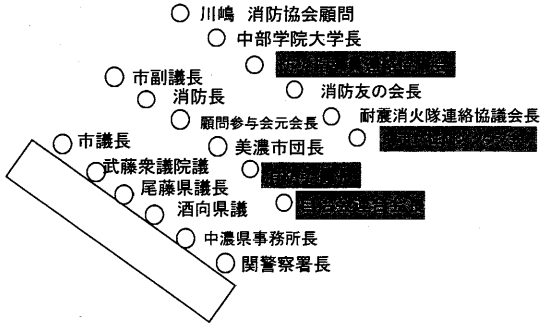 川嶋　消防協会顧問
中部学院大学長
市副議長
消防友の会長
消防長
耐震消火隊連絡協議会長
顧問参与会元会長
市議長
美濃市団長
武藤衆議院議
尾藤県議長
酒向県議
中濃県事務所長
関警察署長